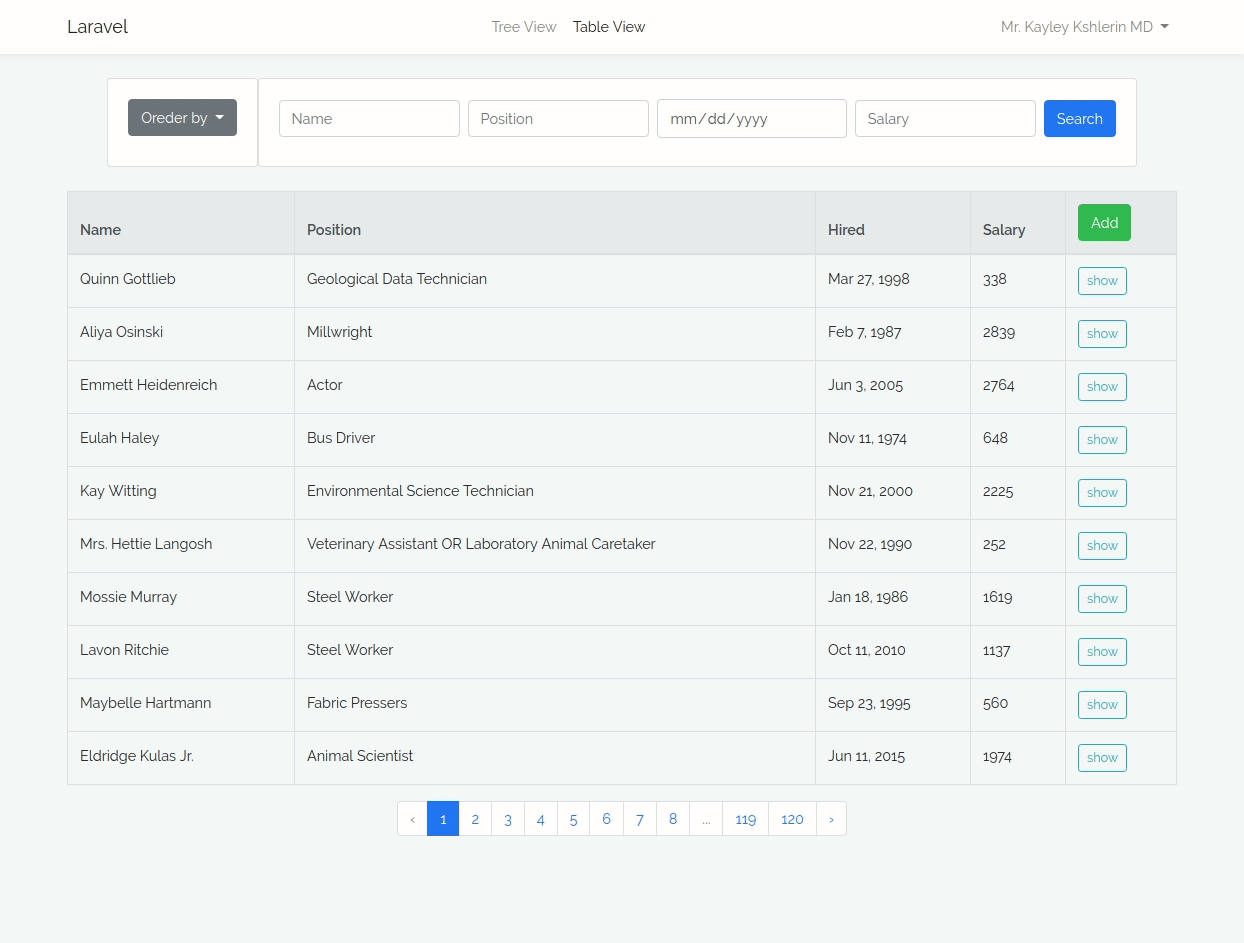 Laravel Tree View Table View Mr. Kayley Kshlerin MD
Oreder by Name Position mm/dd/yyyy Salary Search
Name Position Hired Salary Add
Quinn Gottlieb Geological Data Technician Mar 27, 1998 338 show
Aliya Osinski Millwright Feb 7, 1987 2839 show
Emmett Heidenreich Actor Jun 3, 2005 2764 show
Eulah Haley Bus Driver Nov 11, 1974 648 show
Kay Witting Environmental Science Technician Nov 21, 2000 2225 show
Mrs. Hettie Langosh Veterinary Assistant OR Laboratory Animal Caretaker Nov 22, 1990 252 show
Mossie Murray Steel Worker Jan 18, 1986 1619 show
Lavon Ritchie Steel Worker Oct 11, 2010 1137 show
Maybelle Hartmann Fabric Pressers Sep 23, 1995 560 show
Eldridge Kulas Jr. Animal Scientist Jun 11, 2015 1974 show
‹ 1 2 3 4 5 6 7 8 ... 119 120 ›